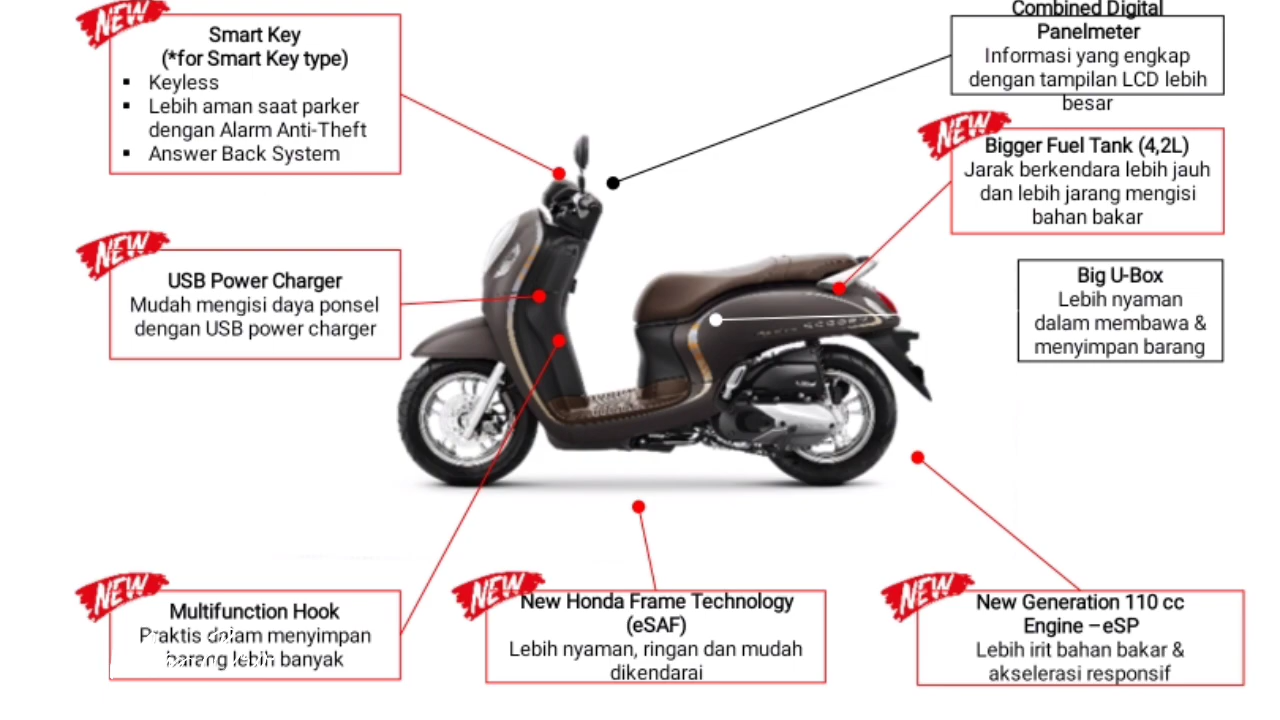 NEW
Smart Key
(*for Smart Key type)
▪ Keyless
▪ Lebih aman saat parker
dengan Alarm Anti-Theft
▪ Answer Back System
Combined Digital
Panelmeter
Informasi yang engkap
dengan tampilan LCD lebih
besar
NEW
Bigger Fuel Tank (4,2L)
Jarak berkendara lebih jauh
dan lebih jarang mengisi
bahan bakar
NEW
USB Power Charger
Mudah mengisi daya ponsel
dengan USB power charger
Big U-Box
Lebih nyaman
dalam membawa &
menyimpan barang
SCOOPY
NEW
Multifunction Hook
Praktis dalam menyimpan
barang lebih banyak
NEW
New Honda Frame Technology
(eSAF)
Lebih nyaman, ringan dan mudah
dikendarai
NEW
New Generation 110 cc
Engine –eSP
Lebih irit bahan bakar &
akselerasi responsif